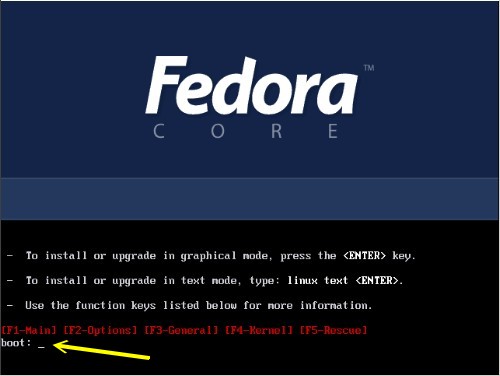 Fedora™
CORE
- To install or upgrade in graphical mode, press the <ENTER> key.
- To install or upgrade in text mode, type: linux text <ENTER>.
- Use the function keys listed below for more information.
[F1-Main] [F2-Options] [F3-General] [F4-Kernel] [F5-Rescue]
boot: _